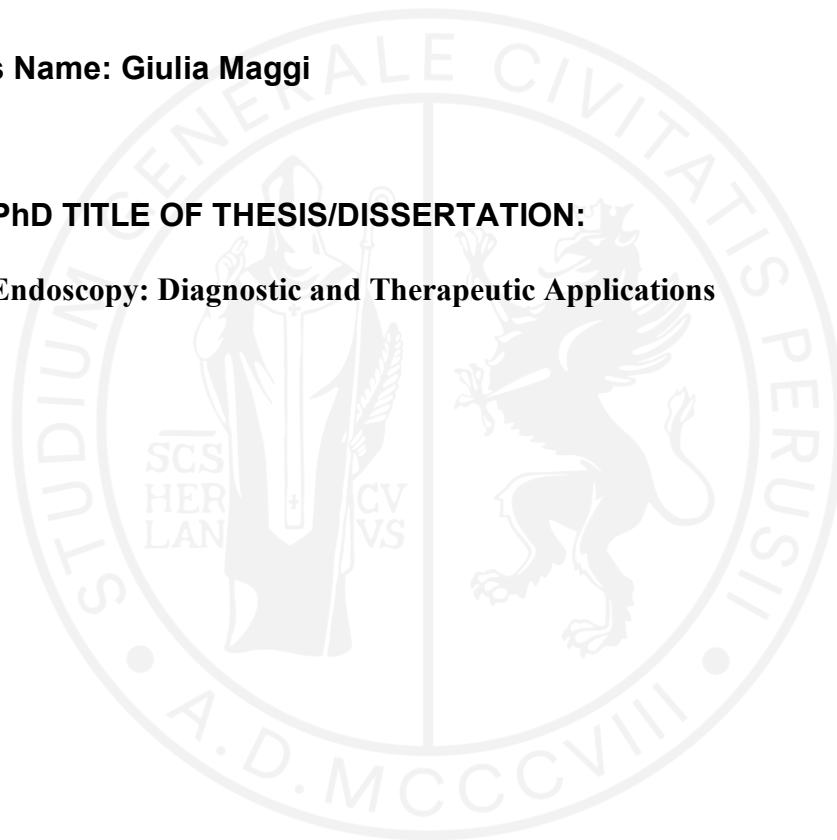 s Name: Giulia Maggi
PhD TITLE OF THESIS/DISSERTATION:
Endoscopy: Diagnostic and Therapeutic Applications
STUDIUM GENERALE CIVITATIS PERUSII
SCS
HER
LAN
CV
VS
• A.D. MCCCVIII •